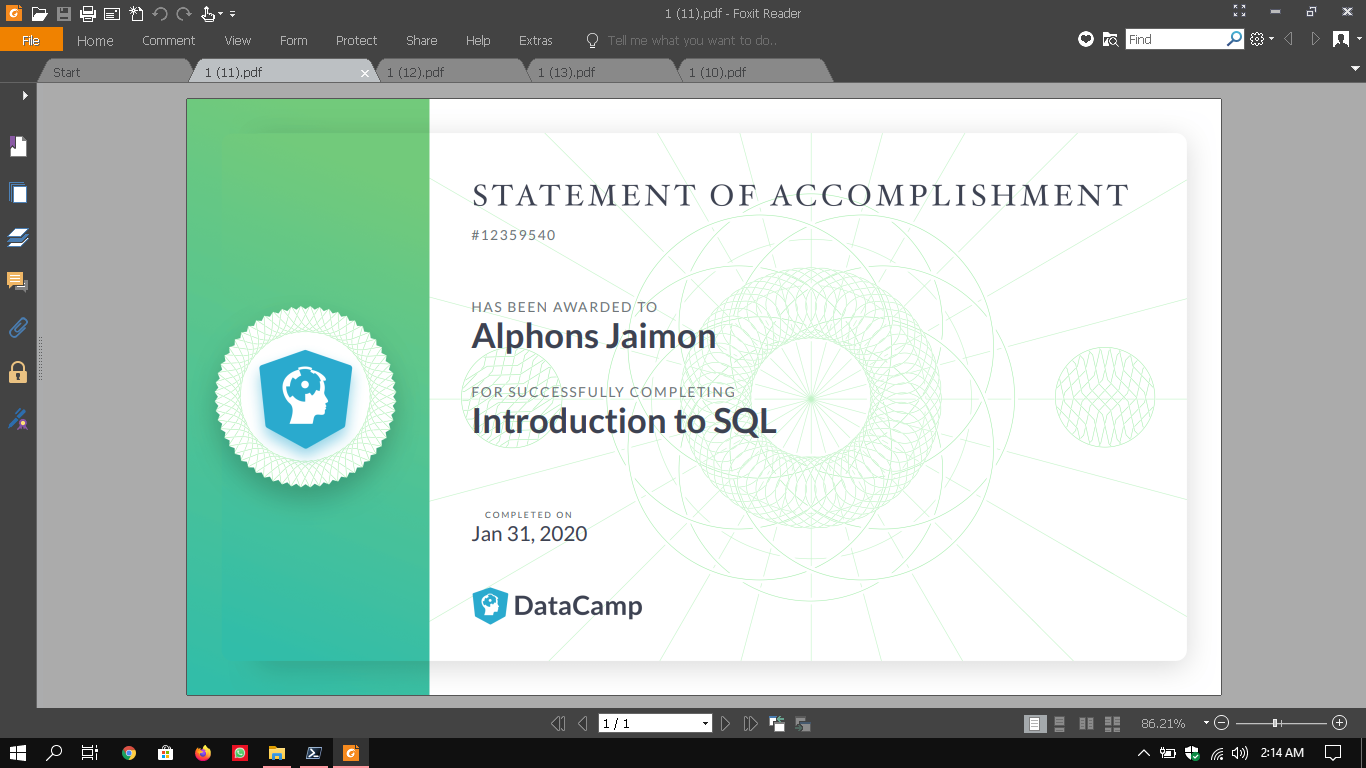 1 (11).pdf - Foxit Reader
File Home Comment View Form Protect Share Help Extras Tell me what you want to do.. Find
Start 1 (11).pdf 1 (12).pdf 1 (13).pdf 1 (10).pdf
STATEMENT OF ACCOMPLISHMENT
#12359540
HAS BEEN AWARDED TO
Alphons Jaimon
FOR SUCCESSFULLY COMPLETING
Introduction to SQL
COMPLETED ON
Jan 31, 2020
DataCamp
1 / 1 86.21%
2:14 AM